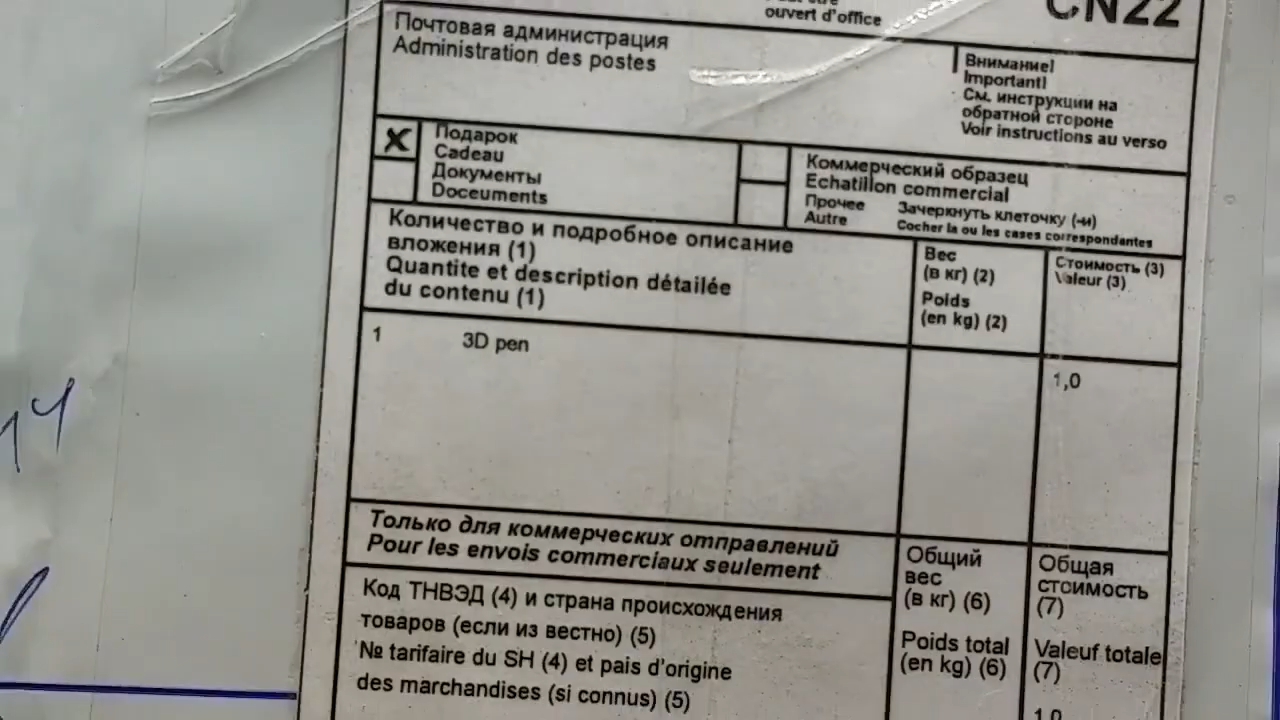 ouvert d'office
CN22
Почтовая администрация
Administration des postes
Внимание!
Important!
См. инструкции на
обратной стороне
Voir instructions au verso
X
Подарок
Cadeau
Документы
Doceuments
Коммерческий образец
Echatillon commercial
Прочее Зачеркнуть клеточку (-и)
Autre Cocher la ou les cases correspondantes
Количество и подробное описание
вложения (1)
Quantite et description détailée
du contenu (1)
Вес
(в кг) (2)
Poids
(en kg) (2)
Стоимость (3)
Valeur (3)
1 3D pen
1,0
Только для коммерческих отправлений
Pour les envois commerciaux seulement
Код ТНВЭД (4) и страна происхождения
товаров (если из вестно) (5)
№ tarifaire du SH (4) et pais d'origine
des marchandises (si connus) (5)
Общий
вес
(в кг) (6)
Poids total
(en kg) (6)
Общая
стсимость
(7)
Valeuf totale
(7)
1,0